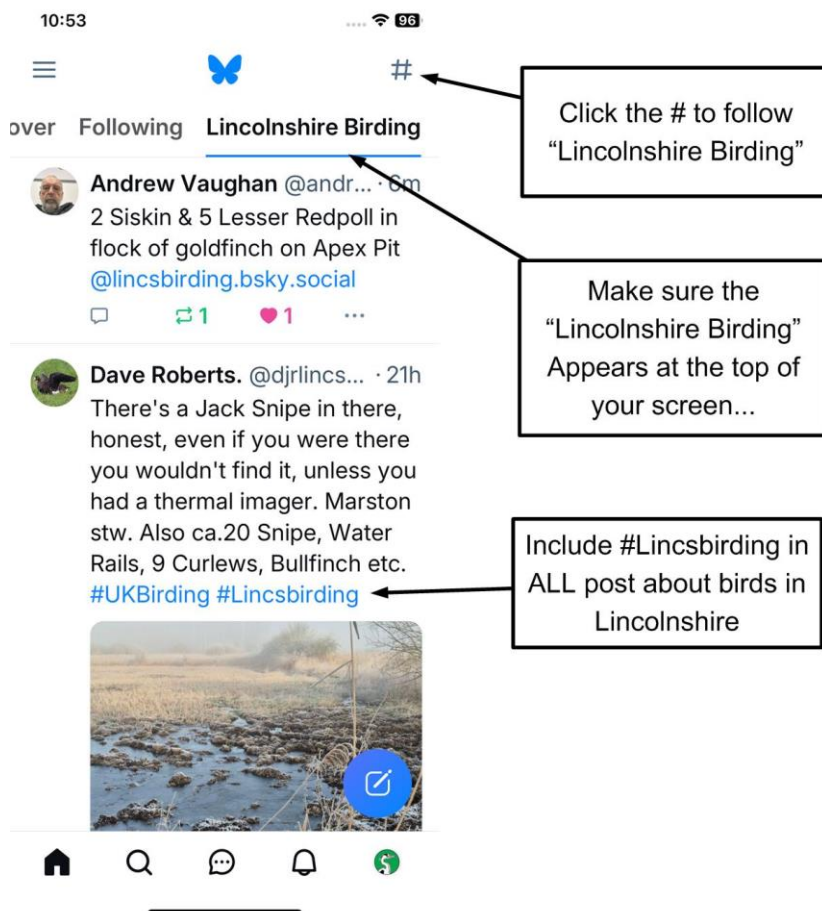 10:53
96
#
over Following Lincolnshire Birding
Andrew Vaughan @andr... · 6m
2 Siskin & 5 Lesser Redpoll in
flock of goldfinch on Apex Pit
@lincsbirding.bsky.social
1 1 ...
Dave Roberts. @djrlincs... · 21h
There's a Jack Snipe in there,
honest, even if you were there
you wouldn't find it, unless you
had a thermal imager. Marston
stw. Also ca.20 Snipe, Water
Rails, 9 Curlews, Bullfinch etc.
#UKBirding #Lincsbirding
Click the # to follow
“Lincolnshire Birding”
Make sure the
“Lincolnshire Birding”
Appears at the top of
your screen...
Include #Lincsbirding in
ALL post about birds in
Lincolnshire